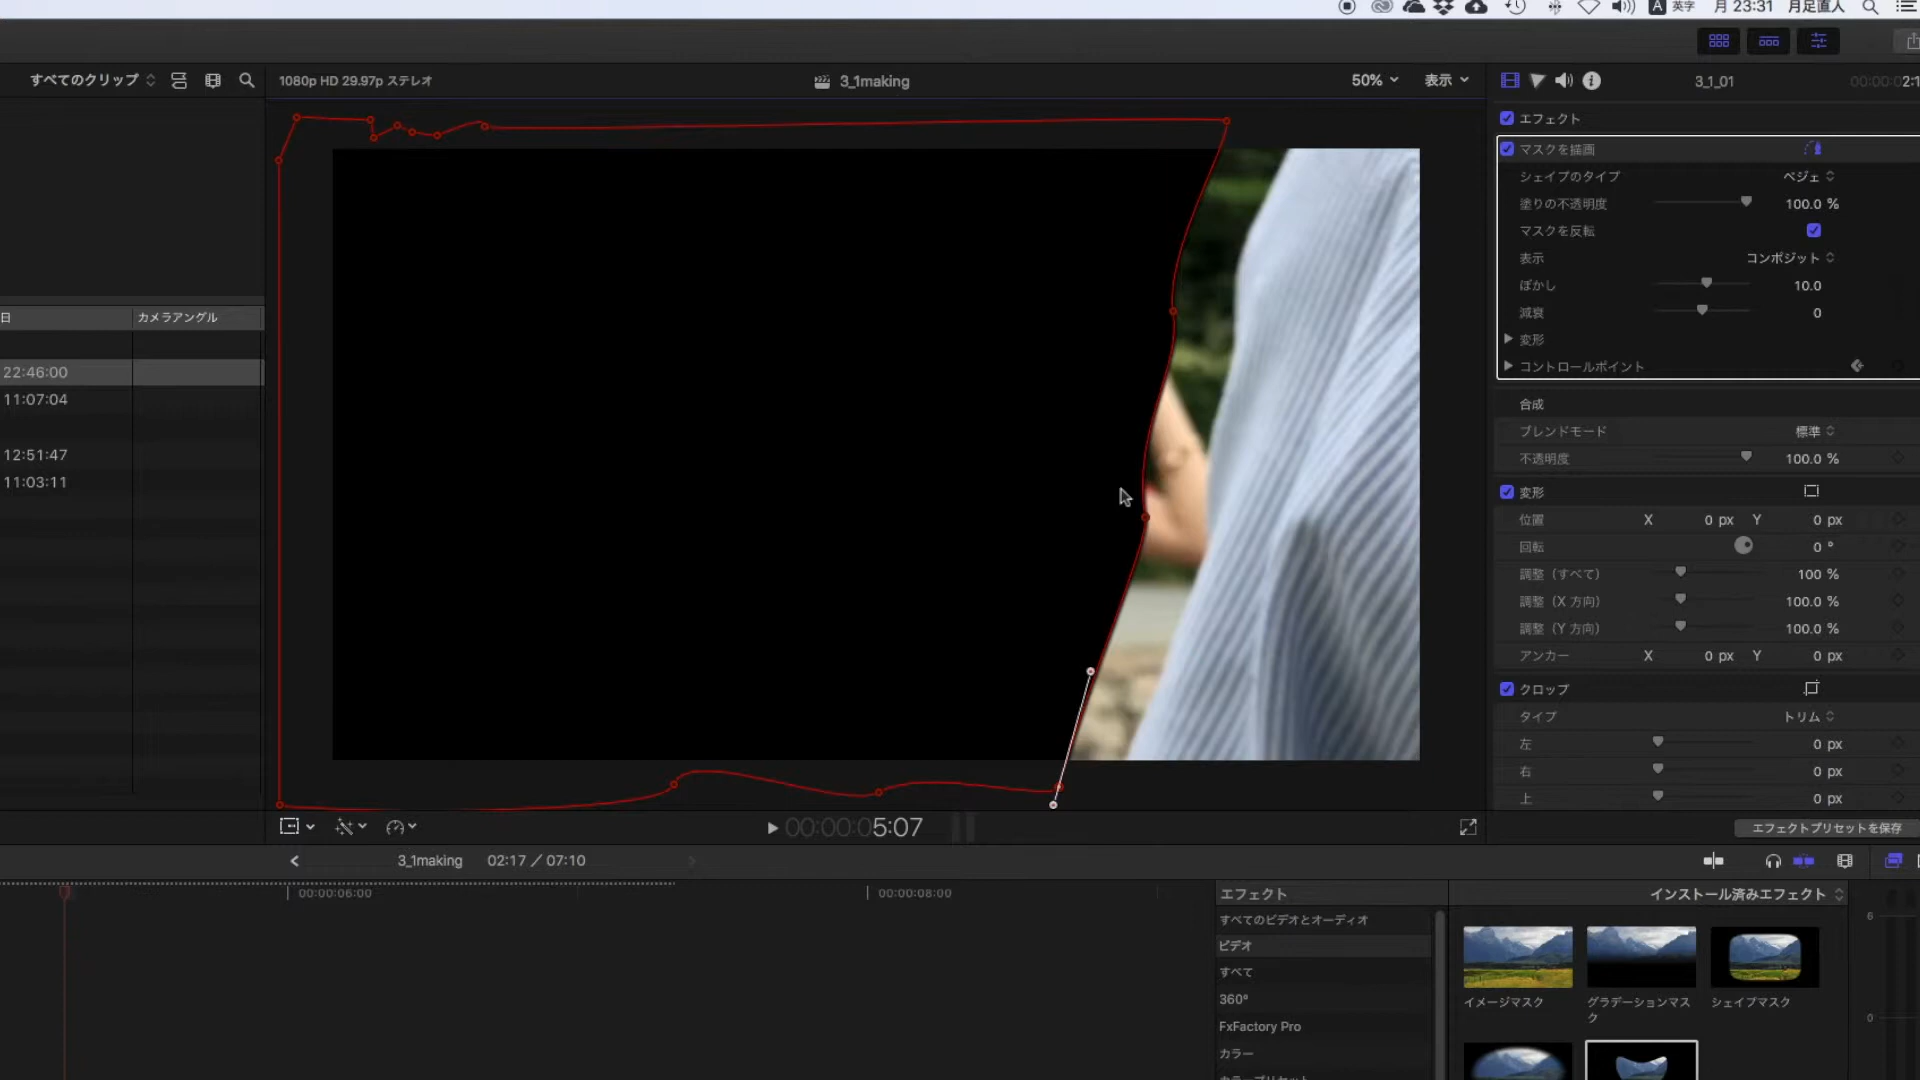 A 英字 月 23:31 月足直人
すべてのクリップ
1080p HD 29.97p ステレオ
3_1making
50%
表示
3_1_01
00:00:02:1
エフェクト
マスクを描画
シェイプのタイプ ベジェ
塗りの不透明度 100.0 %
マスクを反転
表示 コンポジット
ぼかし 10.0
減衰 0
変形
コントロールポイント
日 カメラアングル
22:46:00
11:07:04
12:51:47
11:03:11
合成
ブレンドモード 標準
不透明度 100.0 %
変形
位置 X 0 px Y 0 px
回転 0 °
調整（すべて） 100 %
調整（X 方向） 100.0 %
調整（Y 方向） 100.0 %
アンカー X 0 px Y 0 px
クロップ
タイプ トリム
左 0 px
右 0 px
上 0 px
00:00:05:07
エフェクトプリセットを保存
3_1making 02:17 / 07:10
00:00:06:00
00:00:08:00
エフェクト
インストール済みエフェクト
すべてのビデオとオーディオ
ビデオ
すべて
360°
FxFactory Pro
カラー
イメージマスク
グラデーションマスク
シェイプマスク
6
0